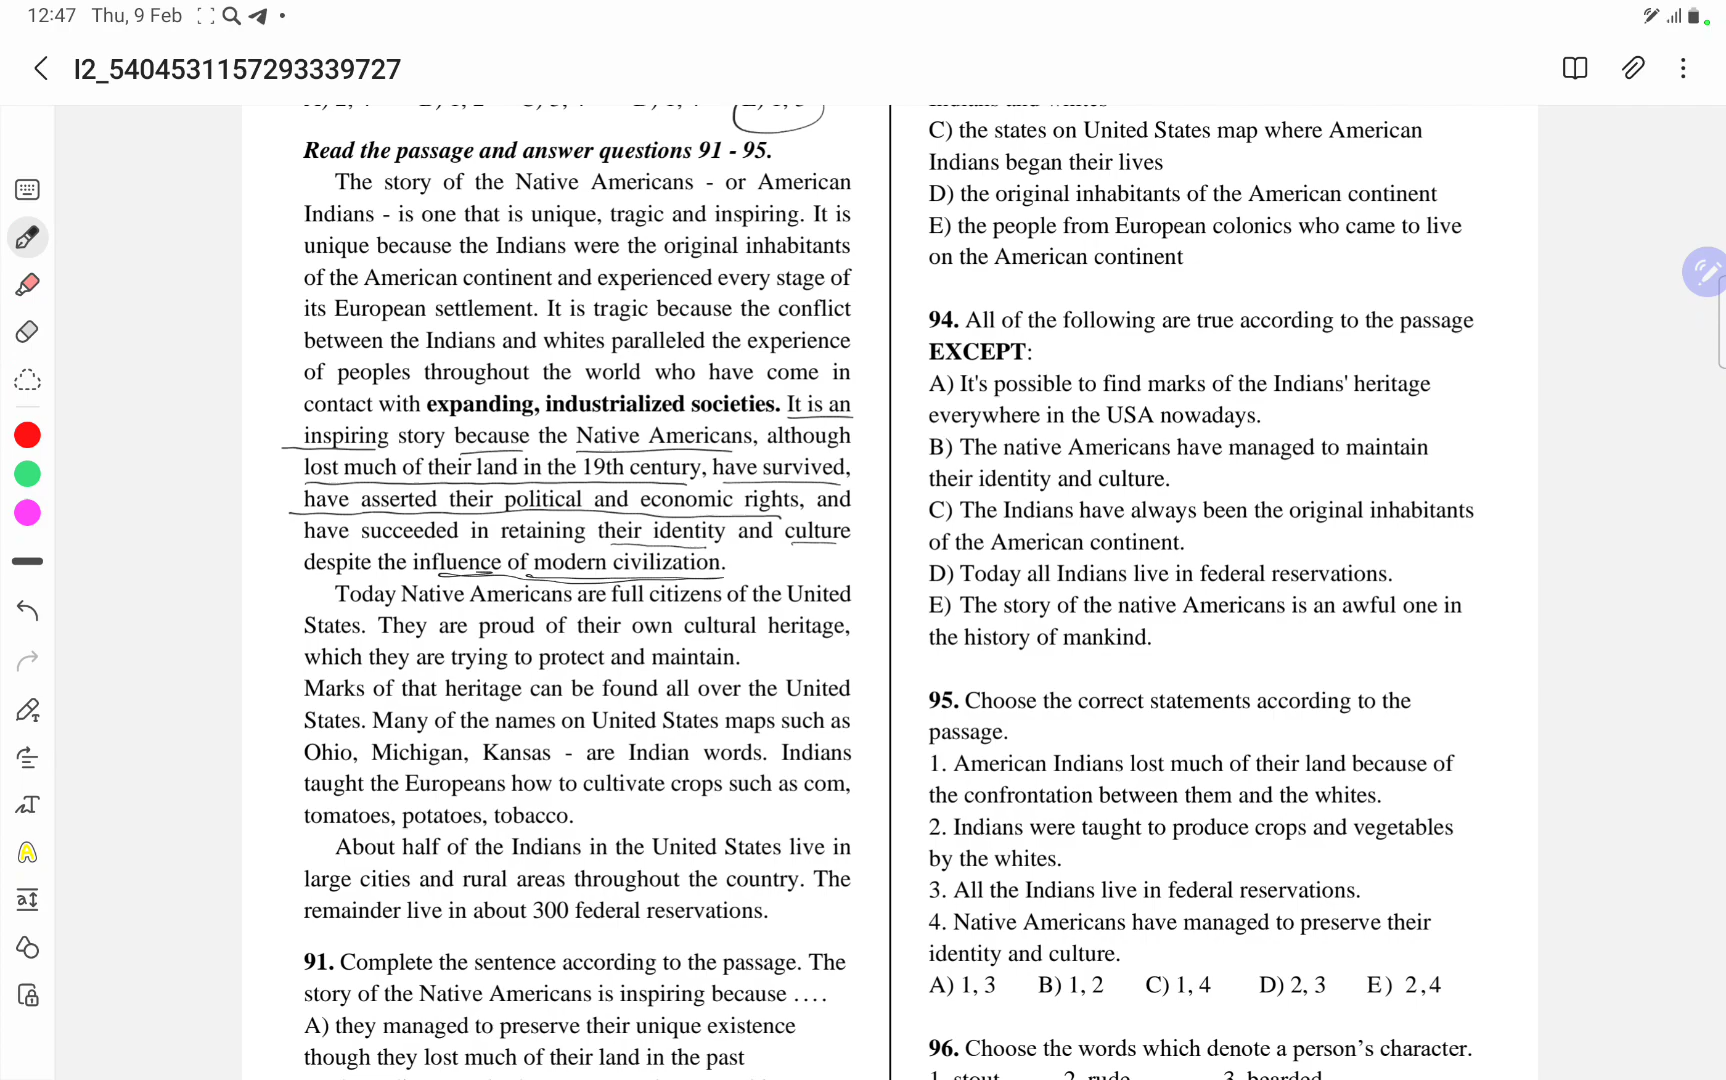 12:47 Thu, 9 Feb
I2_5404531157293339727
Read the passage and answer questions 91 - 95.
The story of the Native Americans - or American
Indians - is one that is unique, tragic and inspiring. It is
unique because the Indians were the original inhabitants
of the American continent and experienced every stage of
its European settlement. It is tragic because the conflict
between the Indians and whites paralleled the experience
of peoples throughout the world who have come in
contact with expanding, industrialized societies. It is an
inspiring story because the Native Americans, although
lost much of their land in the 19th century, have survived,
have asserted their political and economic rights, and
have succeeded in retaining their identity and culture
despite the influence of modern civilization.
Today Native Americans are full citizens of the United
States. They are proud of their own cultural heritage,
which they are trying to protect and maintain.
Marks of that heritage can be found all over the United
States. Many of the names on United States maps such as
Ohio, Michigan, Kansas - are Indian words. Indians
taught the Europeans how to cultivate crops such as com,
tomatoes, potatoes, tobacco.
About half of the Indians in the United States live in
large cities and rural areas throughout the country. The
remainder live in about 300 federal reservations.
91. Complete the sentence according to the passage. The
story of the Native Americans is inspiring because ....
A) they managed to preserve their unique existence
though they lost much of their land in the past
Indians and whites
C) the states on United States map where American
Indians began their lives
D) the original inhabitants of the American continent
E) the people from European colonics who came to live
on the American continent
94. All of the following are true according to the passage
EXCEPT:
A) It's possible to find marks of the Indians' heritage
everywhere in the USA nowadays.
B) The native Americans have managed to maintain
their identity and culture.
C) The Indians have always been the original inhabitants
of the American continent.
D) Today all Indians live in federal reservations.
E) The story of the native Americans is an awful one in
the history of mankind.
95. Choose the correct statements according to the
passage.
1. American Indians lost much of their land because of
the confrontation between them and the whites.
2. Indians were taught to produce crops and vegetables
by the whites.
3. All the Indians live in federal reservations.
4. Native Americans have managed to preserve their
identity and culture.
A) 1, 3 B) 1, 2 C) 1, 4 D) 2, 3 E) 2,4
96. Choose the words which denote a person’s character.
1. stout 2. rude 3. bearded